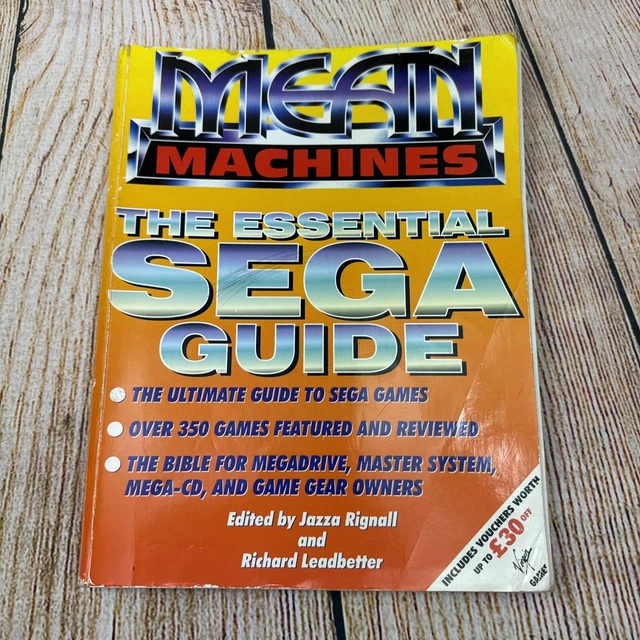 MEAN
MACHINES
THE ESSENTIAL
SEGA
GUIDE
THE ULTIMATE GUIDE TO SEGA GAMES
OVER 350 GAMES FEATURED AND REVIEWED
THE BIBLE FOR MEGADRIVE, MASTER SYSTEM,
MEGA-CD, AND GAME GEAR OWNERS
Edited by Jazza Rignall
and
Richard Leadbetter
INCLUDES VOUCHERS WORTH
UP TO £30 OFF
Virgin
GAMES